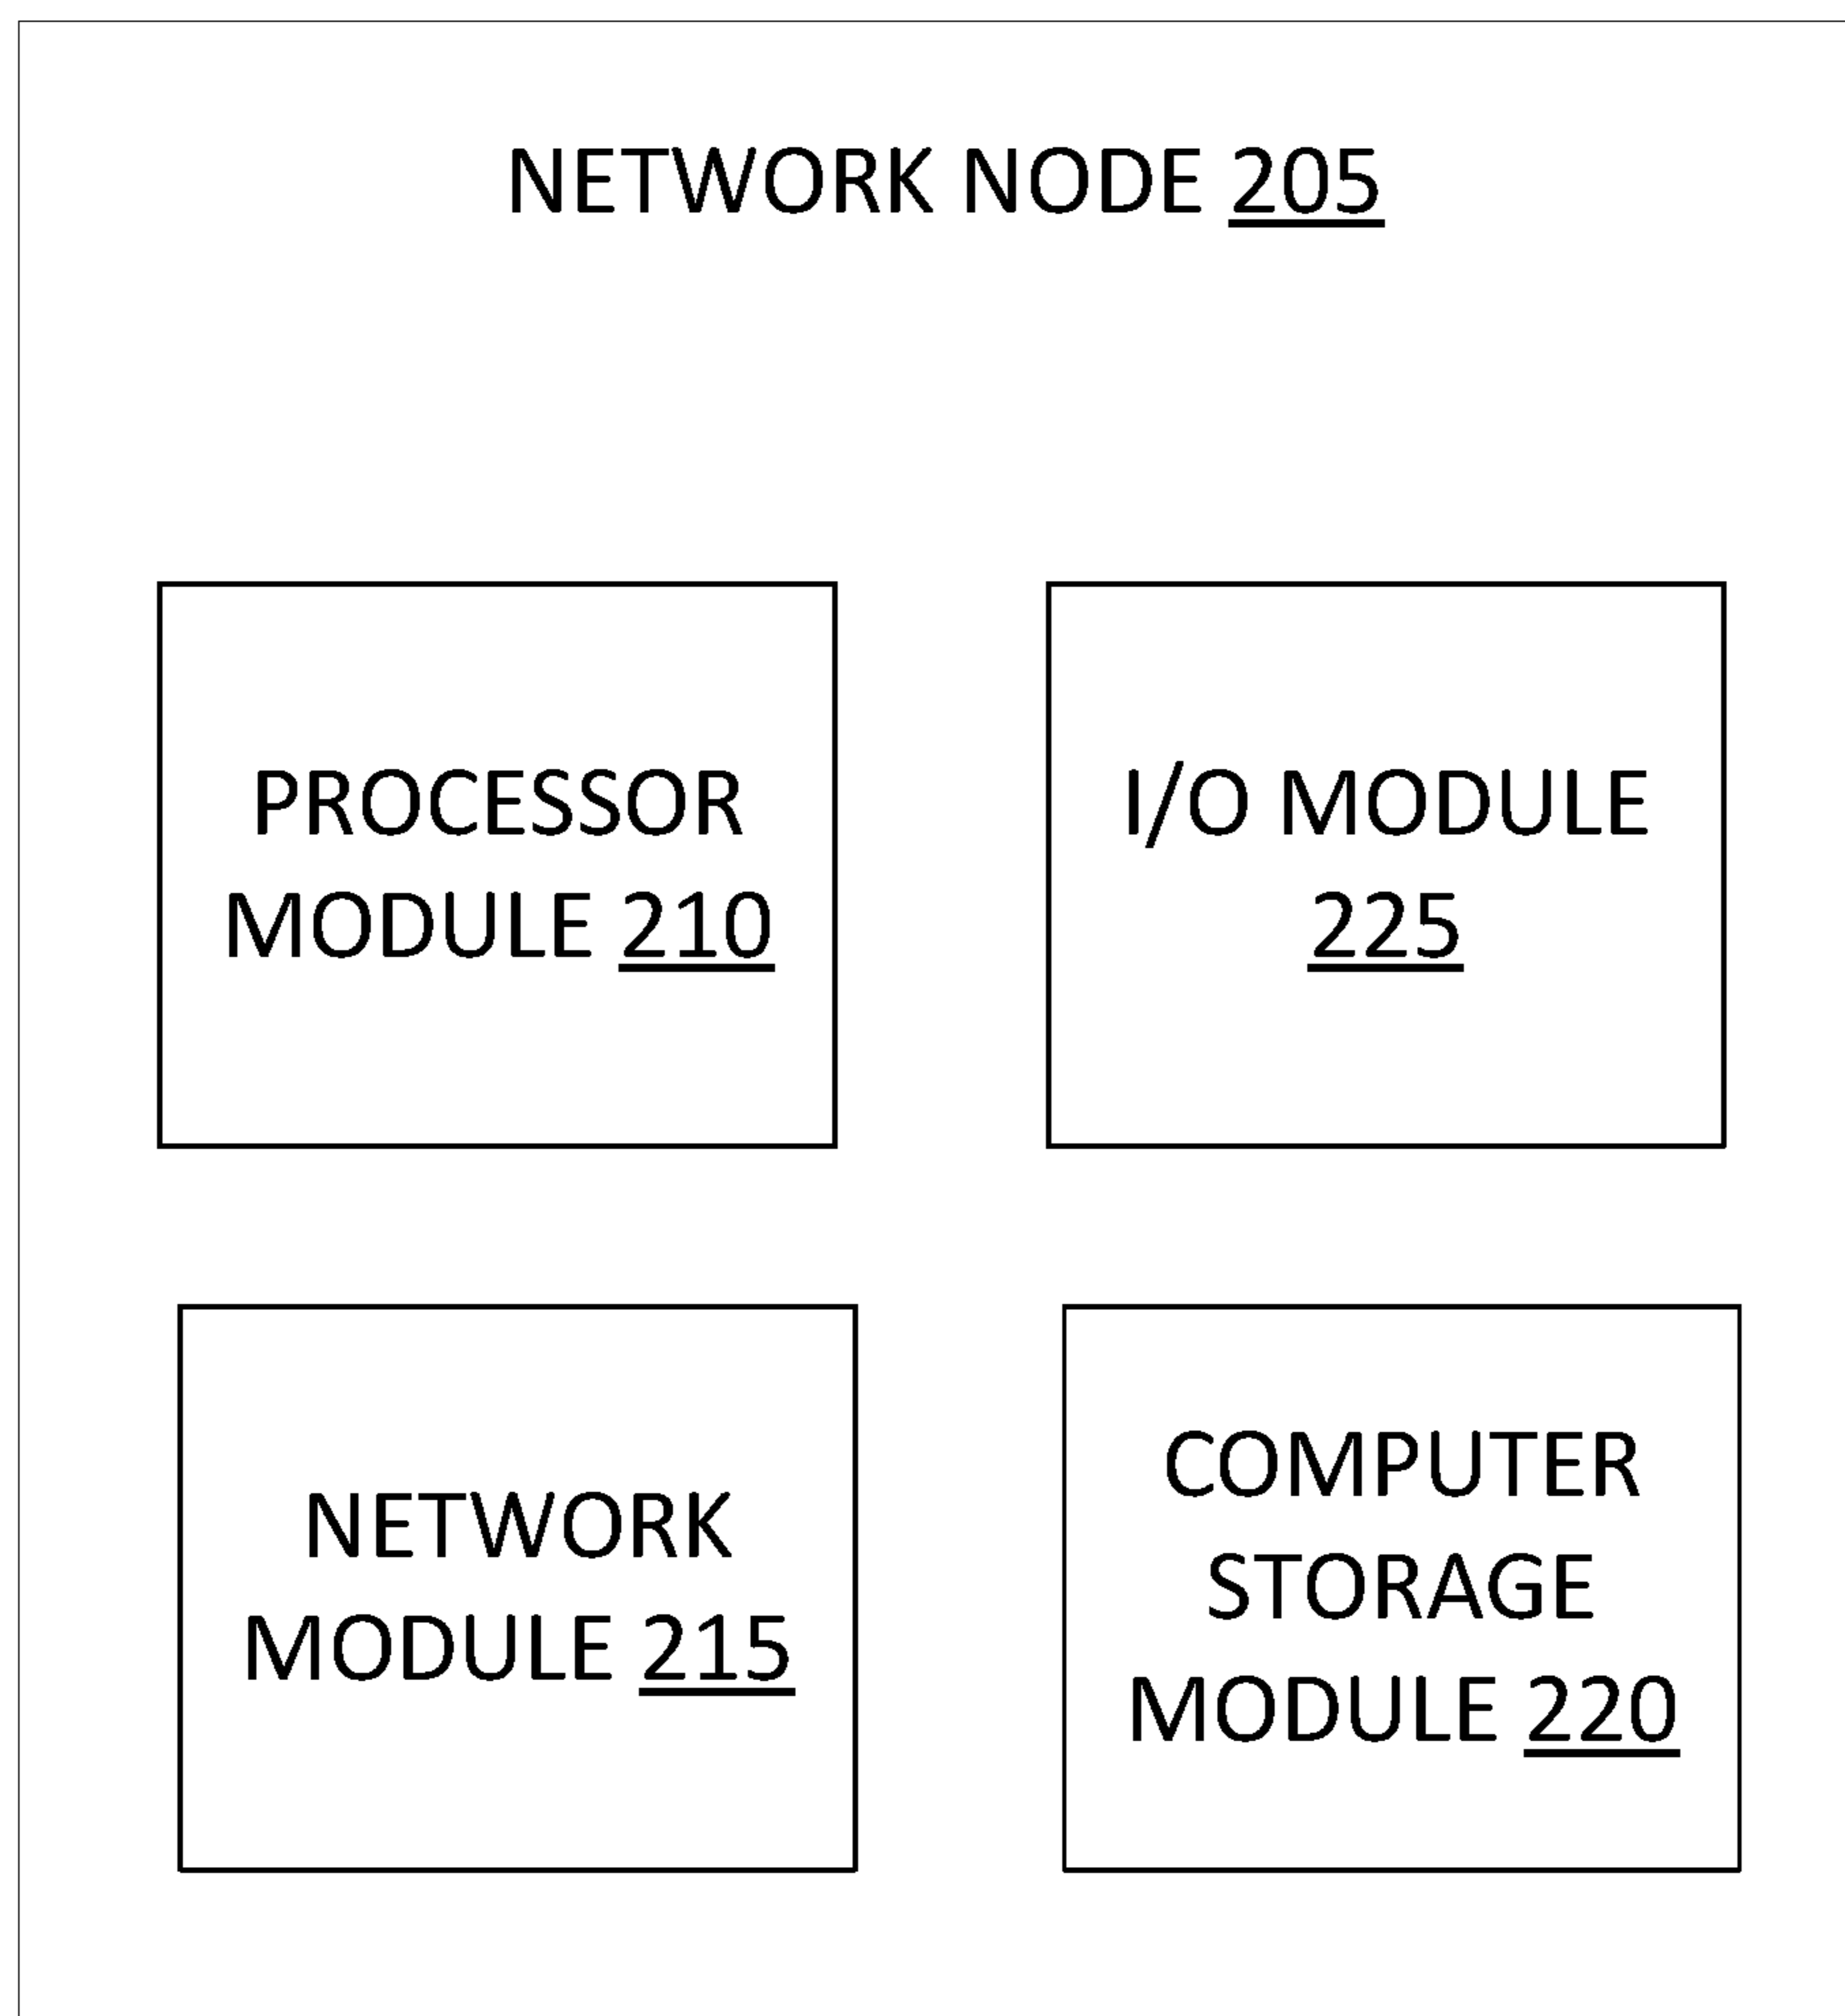 NETWORK NODE 205
PROCESSOR
MODULE 210
I/O MODULE
225
NETWORK
MODULE 215
COMPUTER
STORAGE
MODULE 220